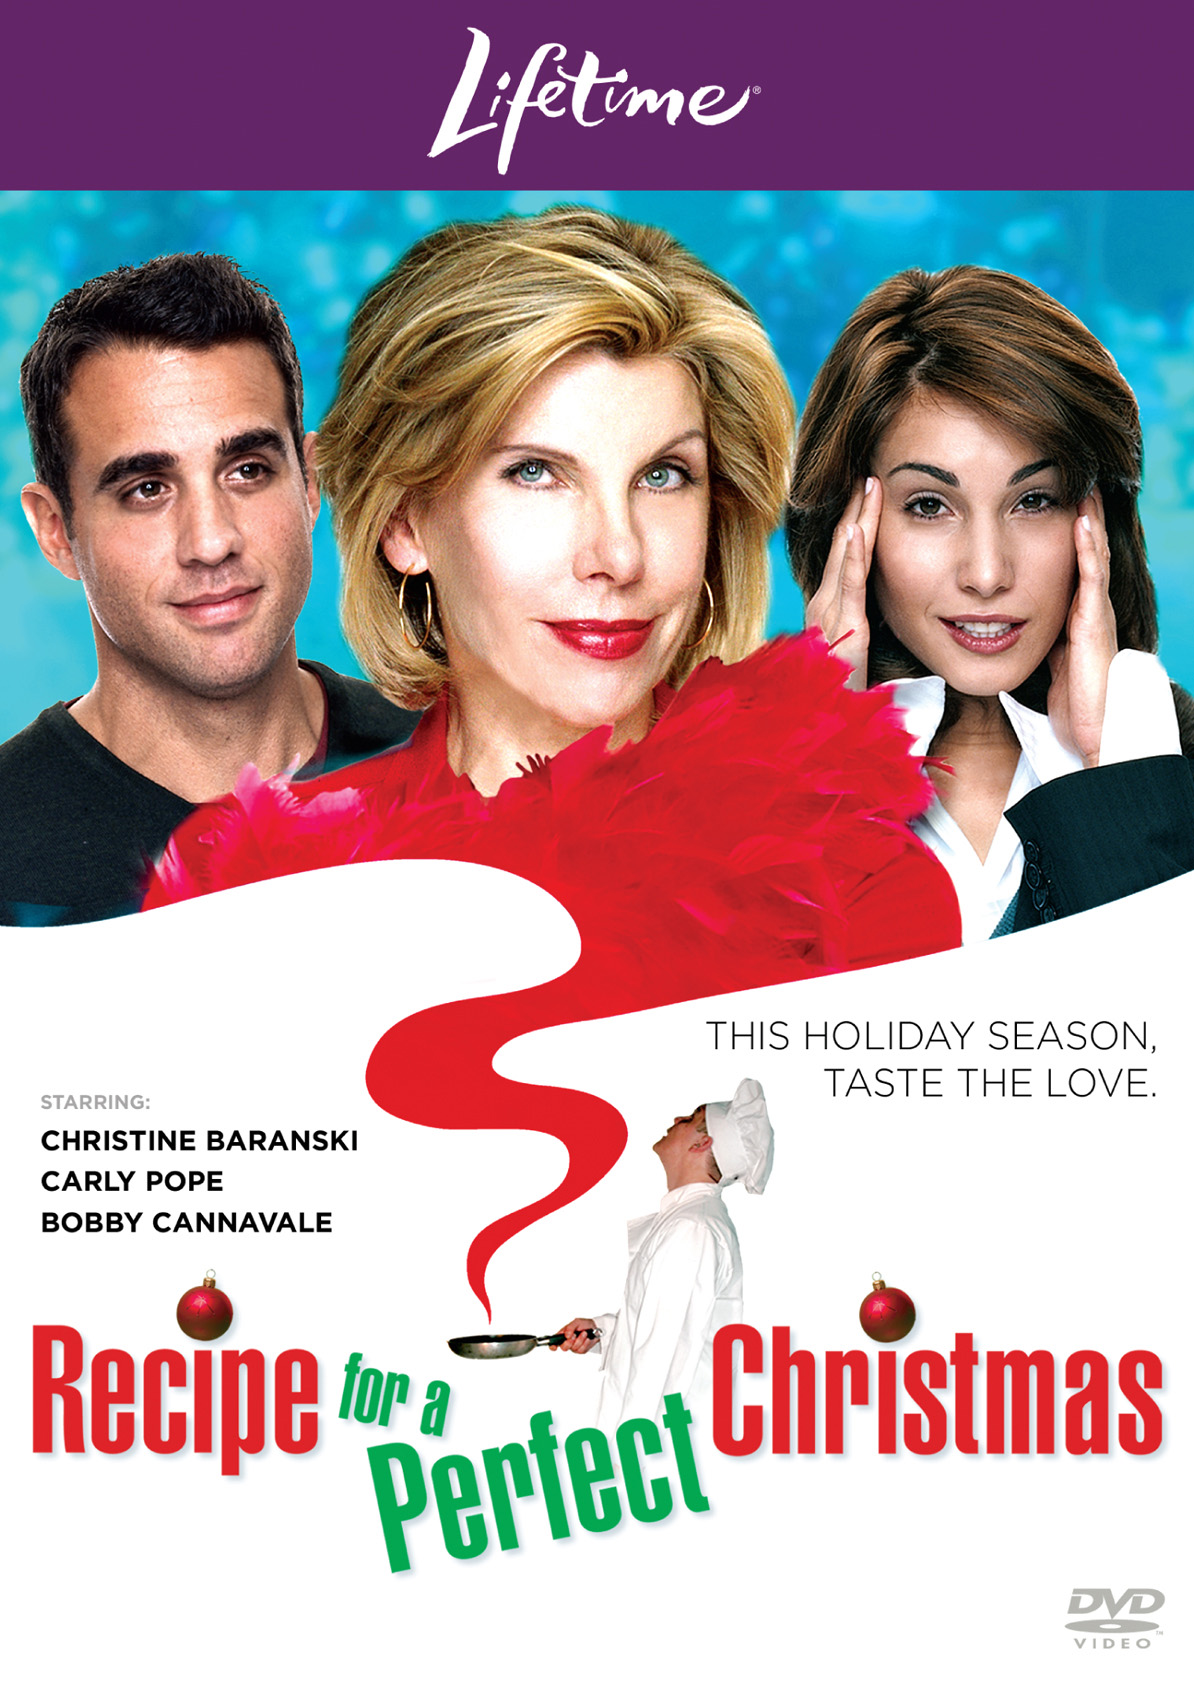 Lifetime®
THIS HOLIDAY SEASON,
TASTE THE LOVE.
STARRING:
CHRISTINE BARANSKI
CARLY POPE
BOBBY CANNAVALE
Recipe for a Perfect Christmas
DVD
VIDEO™